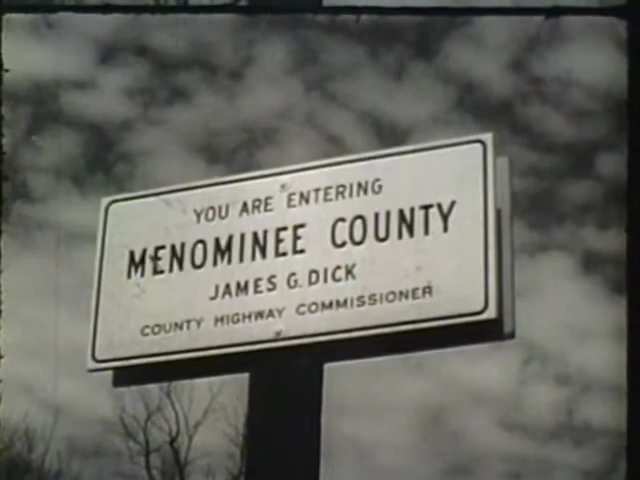 YOU ARE ENTERING
MENOMINEE COUNTY
JAMES G. DICK
COUNTY HIGHWAY COMMISSIONER